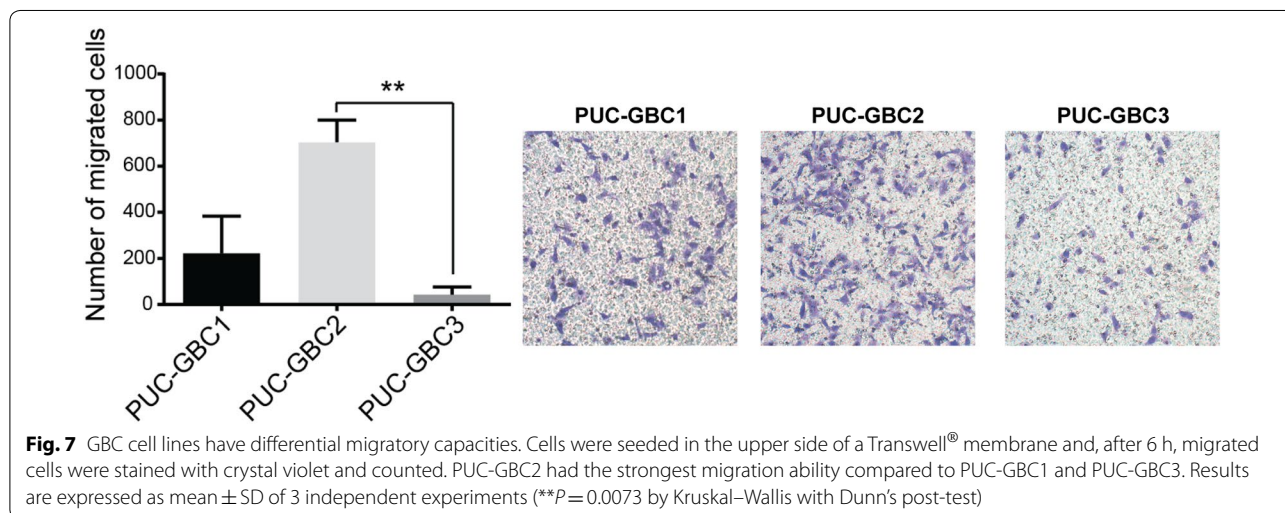 Number of migrated cells
1000
800
600
400
200
0
**
PUC-GBC1
PUC-GBC2
PUC-GBC3
PUC-GBC1
PUC-GBC2
PUC-GBC3
Fig. 7 GBC cell lines have differential migratory capacities. Cells were seeded in the upper side of a Transwell® membrane and, after 6 h, migrated
cells were stained with crystal violet and counted. PUC-GBC2 had the strongest migration ability compared to PUC-GBC1 and PUC-GBC3. Results
are expressed as mean ± SD of 3 independent experiments (**P = 0.0073 by Kruskal–Wallis with Dunn's post-test)